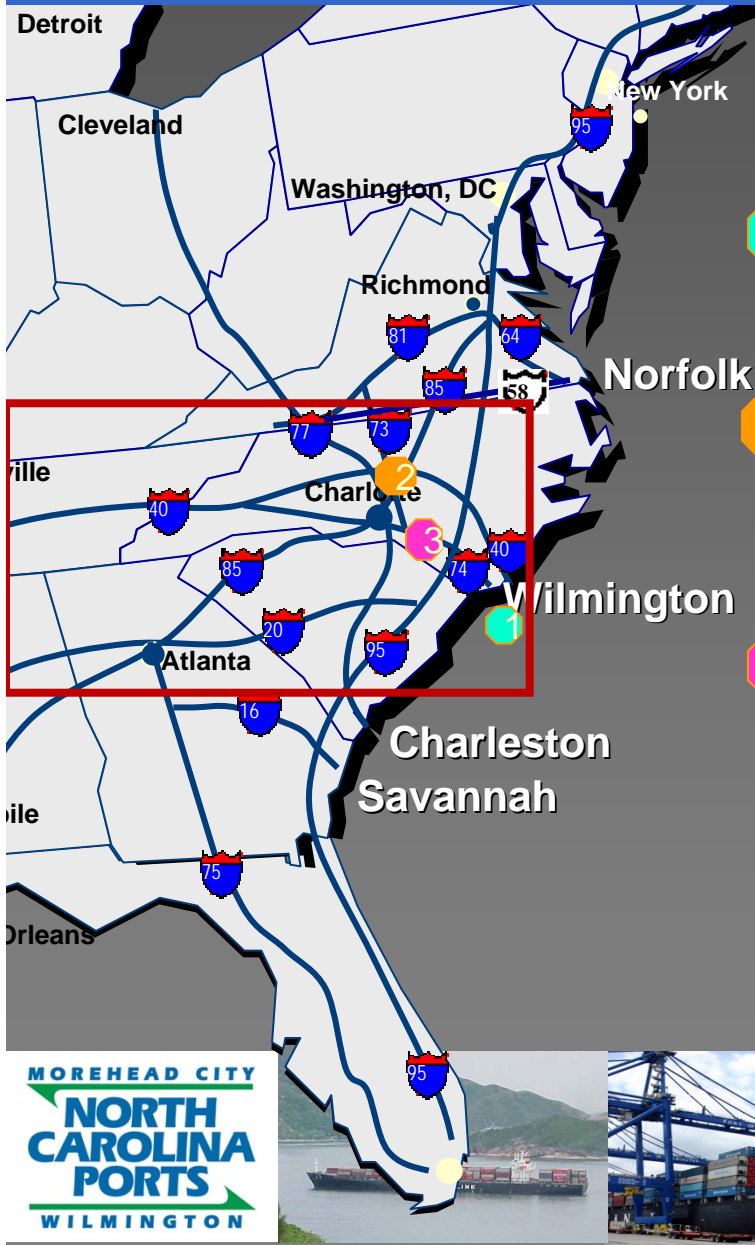 Detroit
New York
95
Cleveland
Washington, DC
Richmond
81
64
85
58
Norfolk
77
73
ville
2
Charlotte
40
3
40
85
74
Wilmington
1
20
95
Atlanta
16
Charleston
Savannah
ile
75
Orleans
95
MOREHEAD CITY
NORTH
CAROLINA
PORTS
WILMINGTON
LINE